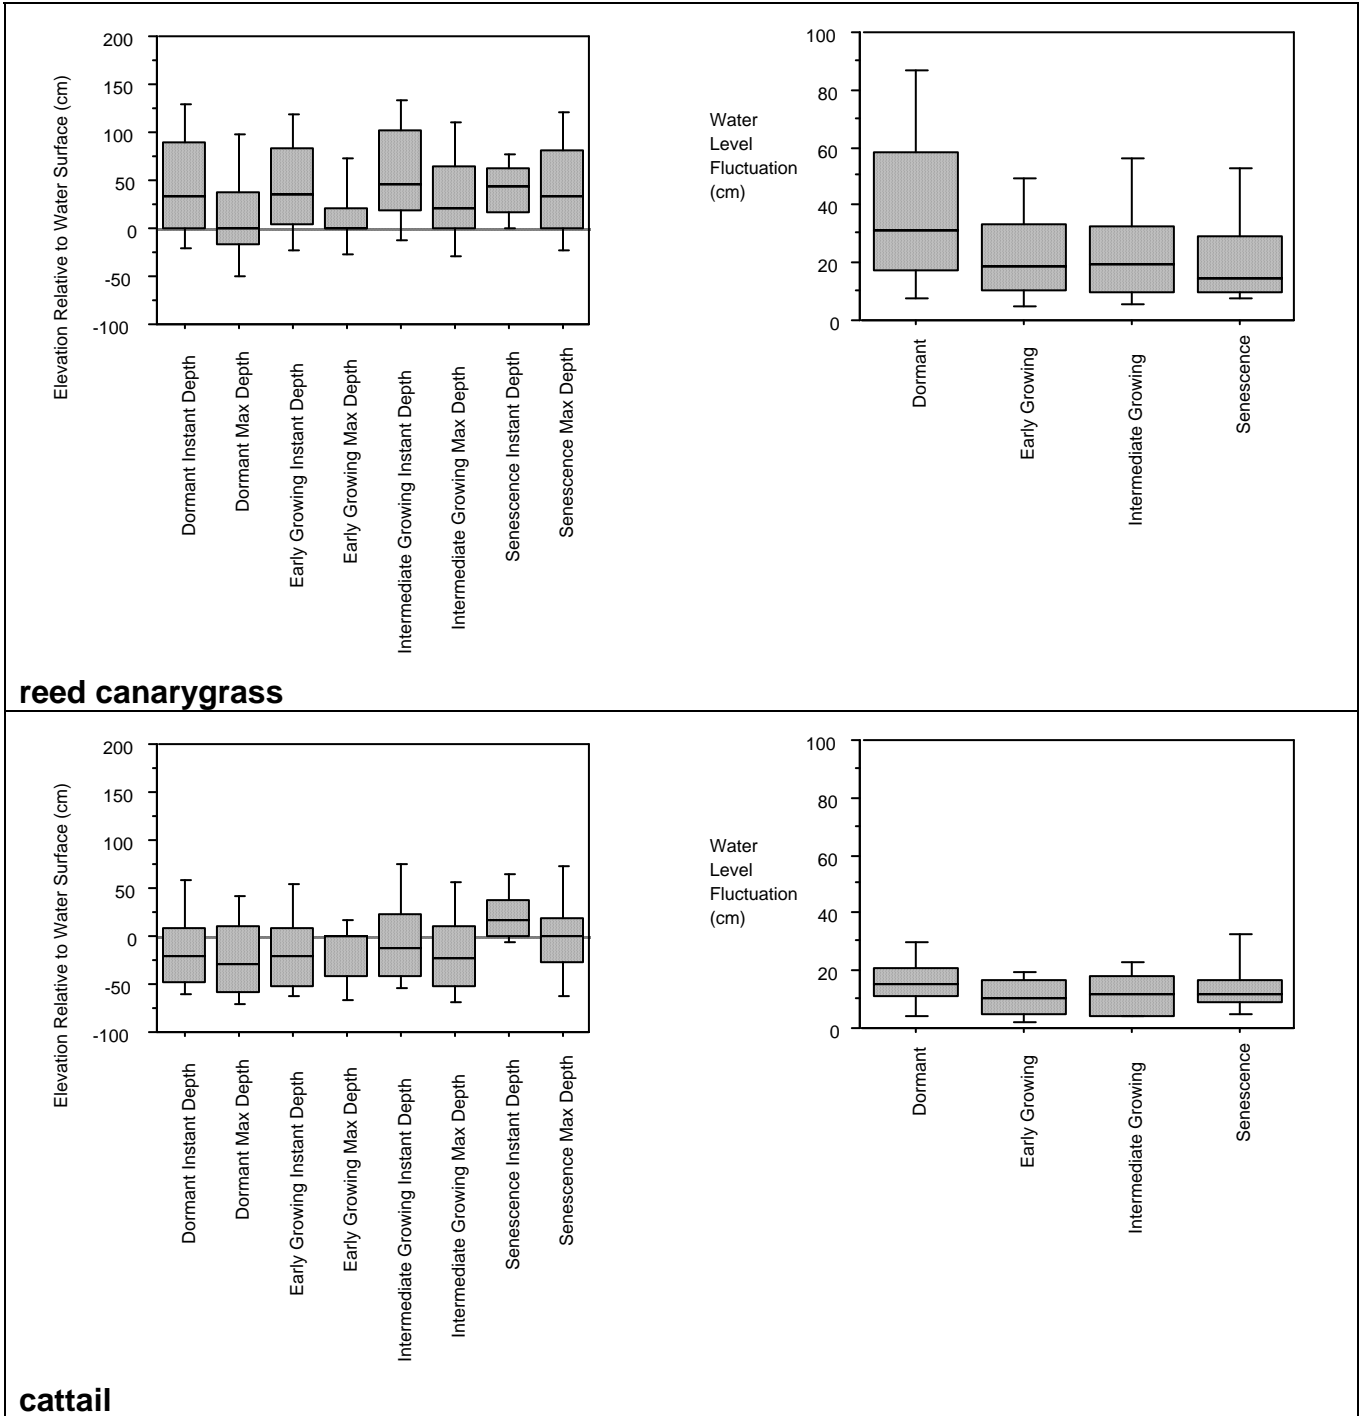 Elevation Relative to Water Surface (cm)
200
150
100
50
0
-50
-100
Dormant Instant Depth
Dormant Max Depth
Early Growing Instant Depth
Early Growing Max Depth
Intermediate Growing Instant Depth
Intermediate Growing Max Depth
Senescence Instant Depth
Senescence Max Depth
Water
Level
Fluctuation
(cm)
100
80
60
40
20
0
Dormant
Early Growing
Intermediate Growing
Senescence
reed canarygrass
Elevation Relative to Water Surface (cm)
200
150
100
50
0
-50
-100
Dormant Instant Depth
Dormant Max Depth
Early Growing Instant Depth
Early Growing Max Depth
Intermediate Growing Instant Depth
Intermediate Growing Max Depth
Senescence Instant Depth
Senescence Max Depth
Water
Level
Fluctuation
(cm)
100
80
60
40
20
0
Dormant
Early Growing
Intermediate Growing
Senescence
cattail